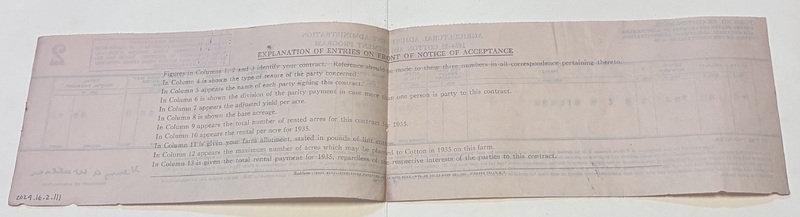 EXPLANATION OF ENTRIES ON FRONT OF NOTICE OF ACCEPTANCE
Figures in Columns 1, 2 and 3 identify your contract. Reference should be made to these three numbers in all correspondence pertaining thereto.
In Column 4 is shown the type of tenure of the party concerned.
In Column 5 appears the name of each party signing this contract.
In Column 6 is shown the division of the parity payment in case more than one person is party to this contract.
In Column 7 appears the adjusted yield per acre.
In Column 8 is shown the base acreage.
In Column 9 appears the total number of rented acres for this contract for 1935.
In Column 10 appears the rental per acre for 1935.
In Column 11 is given your farm allotment, stated in pounds of lint cotton.
In Column 12 appears the maximum number of acres which may be planted to Cotton in 1935 on this farm.
In Column 13 is given the total rental payment for 1935, regardless of the respective interests of the parties to this contract.
2024.16.2.111